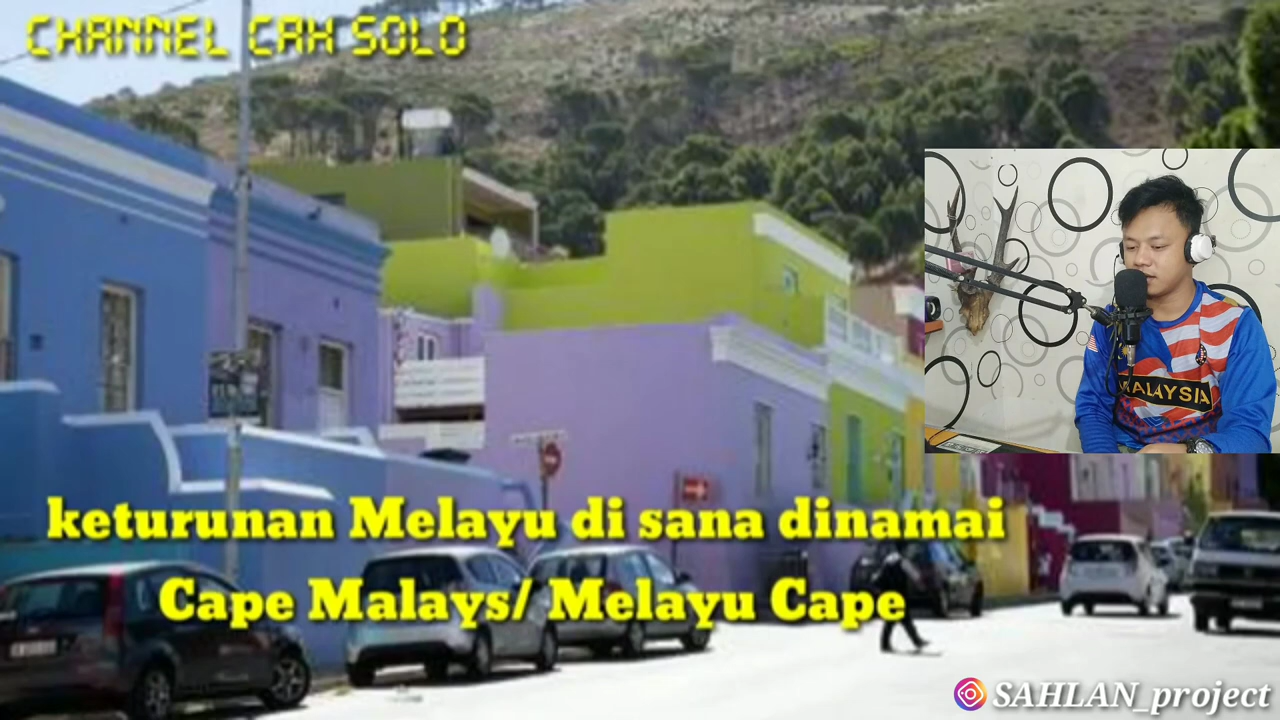 CHANNEL CAH SOLO
MALAYSIA
keturunan Melayu di sana dinamai
Cape Malays/ Melayu Cape
SAHLAN_project